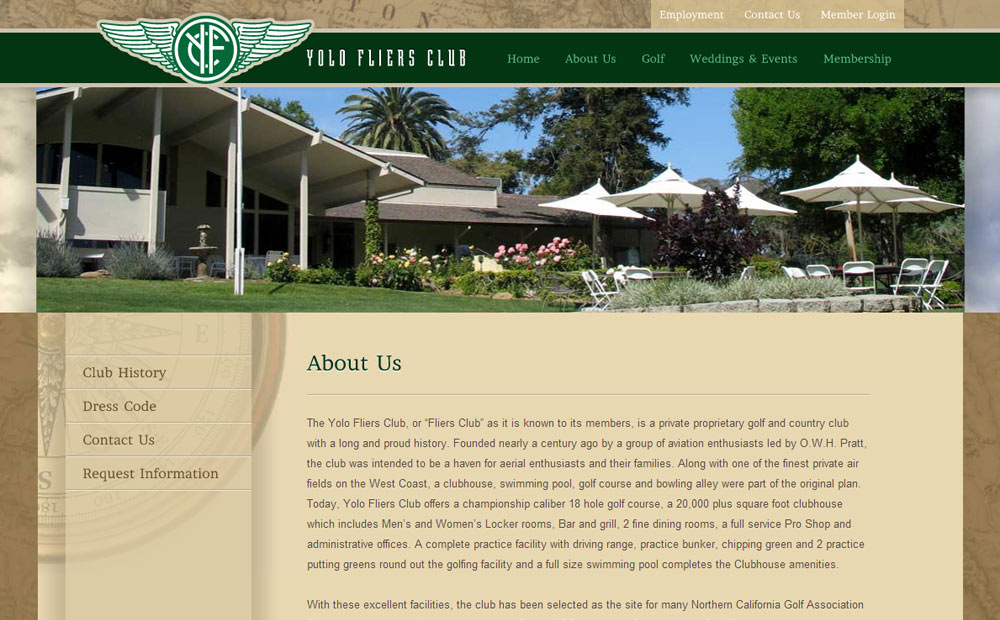 Employment Contact Us Member Login
YOLO FLIERS CLUB
Home About Us Golf Weddings & Events Membership
Club History
Dress Code
Contact Us
Request Information
About Us
The Yolo Fliers Club, or “Fliers Club” as it is known to its members, is a private proprietary golf and country club
with a long and proud history. Founded nearly a century ago by a group of aviation enthusiasts led by O.W.H. Pratt,
the club was intended to be a haven for aerial enthusiasts and their families. Along with one of the finest private air
fields on the West Coast, a clubhouse, swimming pool, golf course and bowling alley were part of the original plan.
Today, Yolo Fliers Club offers a championship caliber 18 hole golf course, a 20,000 plus square foot clubhouse
which includes Men’s and Women’s Locker rooms, Bar and grill, 2 fine dining rooms, a full service Pro Shop and
administrative offices. A complete practice facility with driving range, practice bunker, chipping green and 2 practice
putting greens round out the golfing facility and a full size swimming pool completes the Clubhouse amenities.
With these excellent facilities, the club has been selected as the site for many Northern California Golf Association